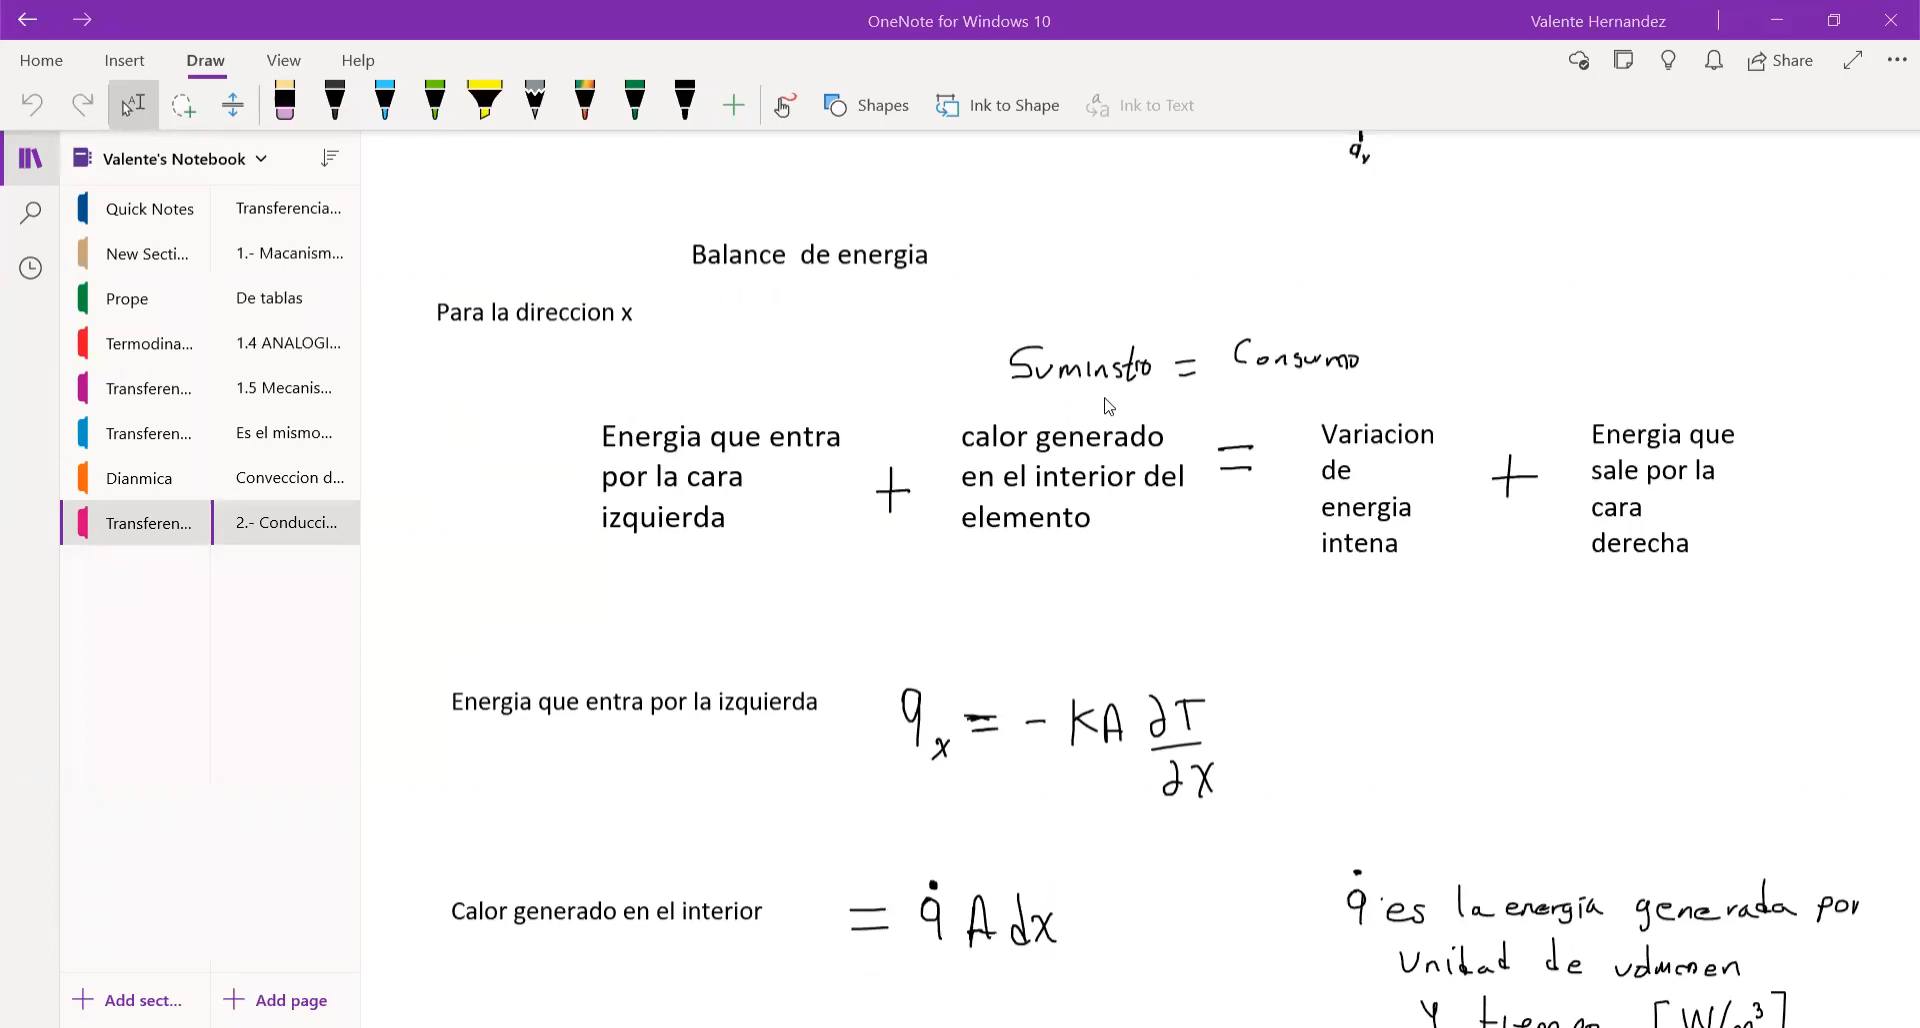 OneNote for Windows 10
Valente Hernandez
Home Insert Draw View Help
Share
Shapes Ink to Shape Ink to Text
Valente's Notebook
Quick Notes
New Secti...
Prope
Termodina...
Transferen...
Transferen...
Dianmica
Transferen...
Add sect...
Transferencia...
1.- Macanism...
De tablas
1.4 ANALOGI...
1.5 Mecanis...
Es el mismo...
Conveccion d...
2.- Conducci...
Add page
q_y
Balance de energia
Para la direccion x
Suminstro = Consumo
Energia que entra
por la cara
izquierda
+
calor generado
en el interior del
elemento
=
Variacion
de
energia
intena
+
Energia que
sale por la
cara
derecha
Energia que entra por la izquierda
q_x = - KA ∂T/∂x
Calor generado en el interior
= q̇ A dx
q̇ es la energía generada por
Unidad de volumen
Y tiempo [W/m³]